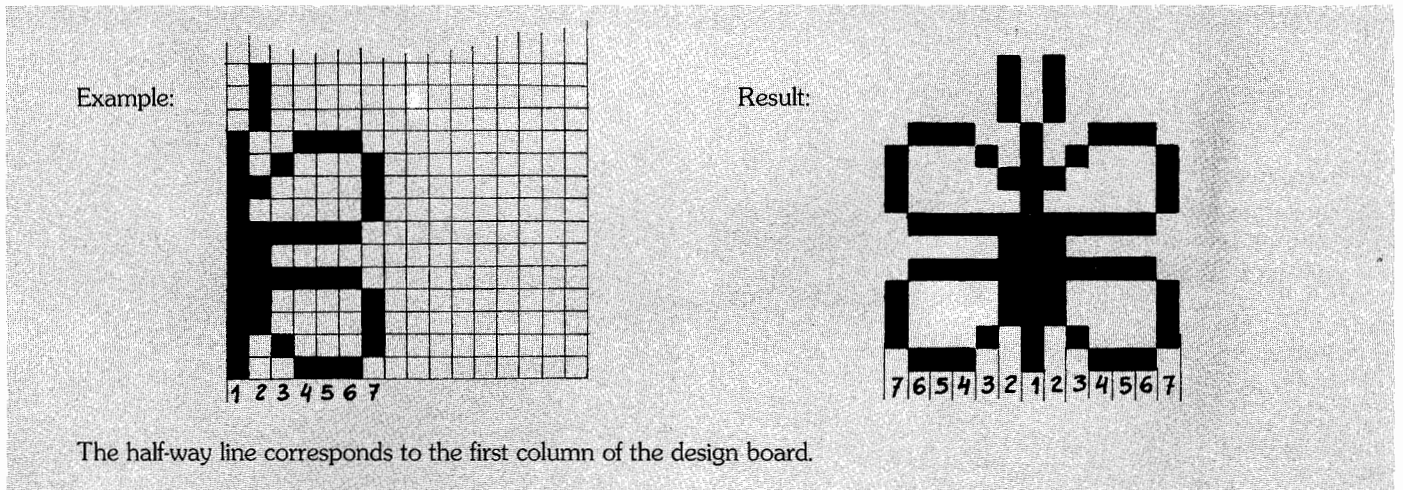 Example:
Result:
1 2 3 4 5 6 7
7 6 5 4 3 2 1 2 3 4 5 6 7
The half-way line corresponds to the first column of the design board.